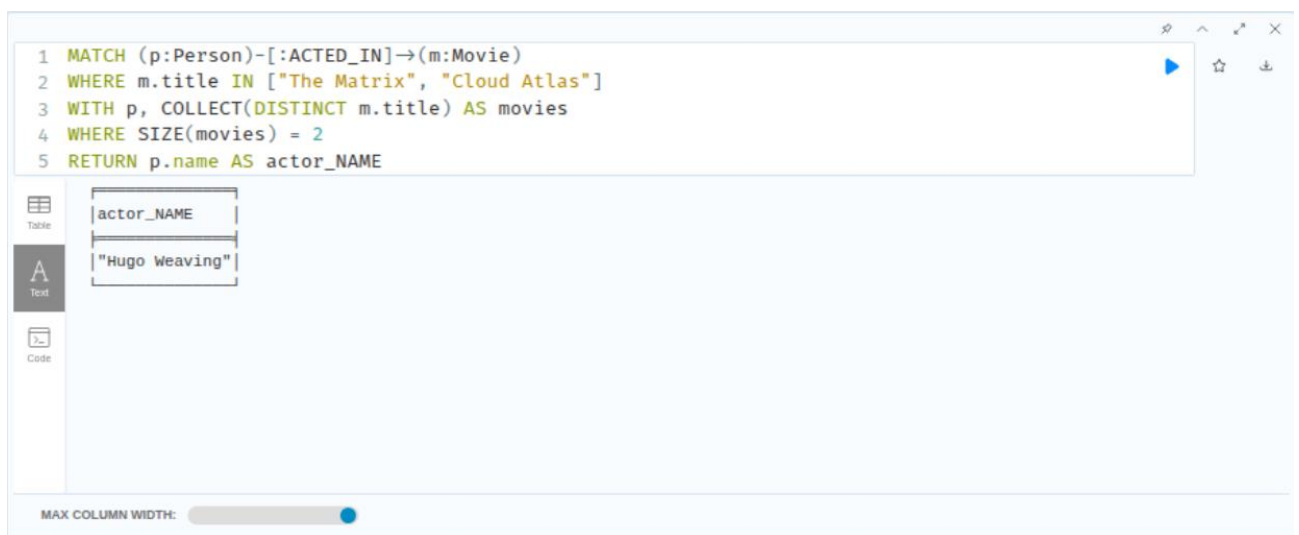 1 MATCH (p:Person)-[:ACTED_IN]→(m:Movie)
2 WHERE m.title IN ["The Matrix", "Cloud Atlas"]
3 WITH p, COLLECT(DISTINCT m.title) AS movies
4 WHERE SIZE(movies) = 2
5 RETURN p.name AS actor_NAME
Table
|actor_NAME |
A
Text
|"Hugo Weaving"|
>_
Code
MAX COLUMN WIDTH: